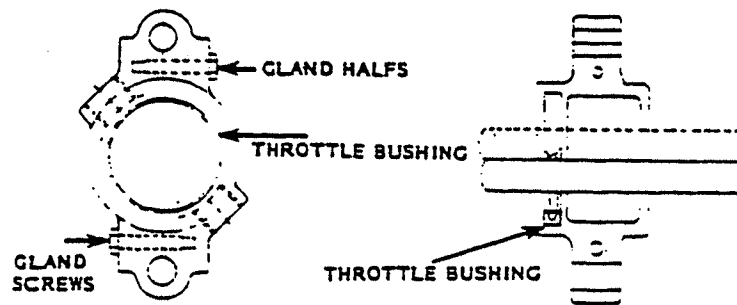 GLAND HALFS
THROTTLE BUSHING
GLAND
SCREWS
THROTTLE BUSHING